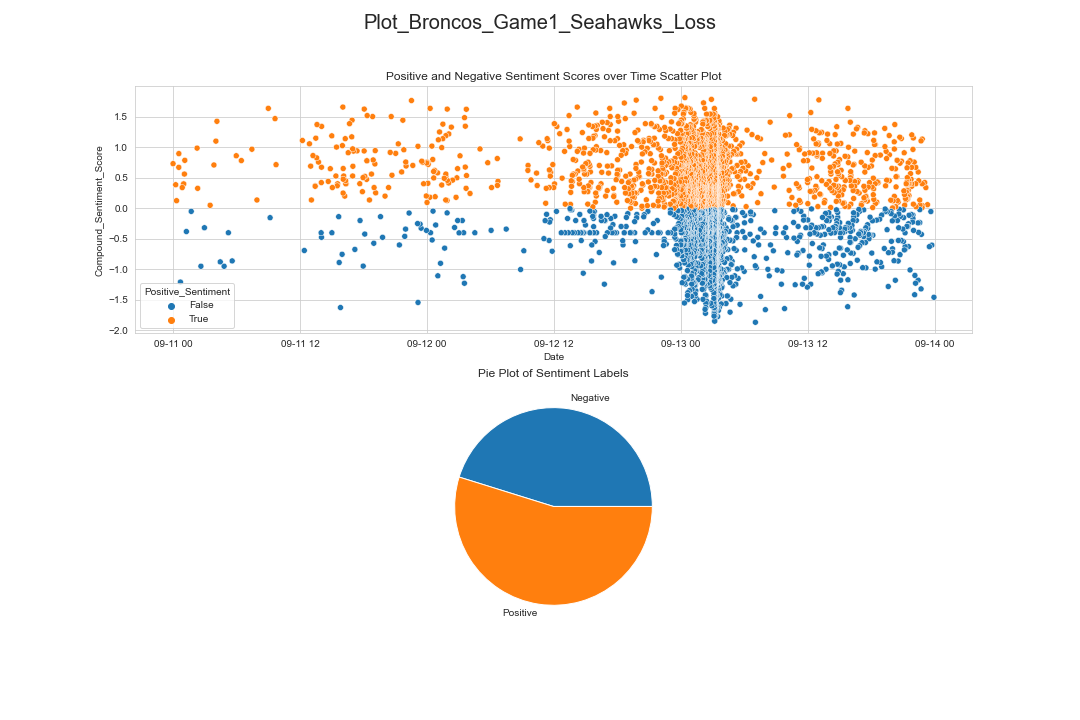 Plot_Broncos_Game1_Seahawks_Loss
Positive and Negative Sentiment Scores over Time Scatter Plot
Compound_Sentiment_Score
1.5
1.0
0.5
0.0
−0.5
−1.0
−1.5
−2.0
Positive_Sentiment
False
True
09-11 00 09-11 12 09-12 00 09-12 12 09-13 00 09-13 12 09-14 00
Date
Pie Plot of Sentiment Labels
Negative
Positive